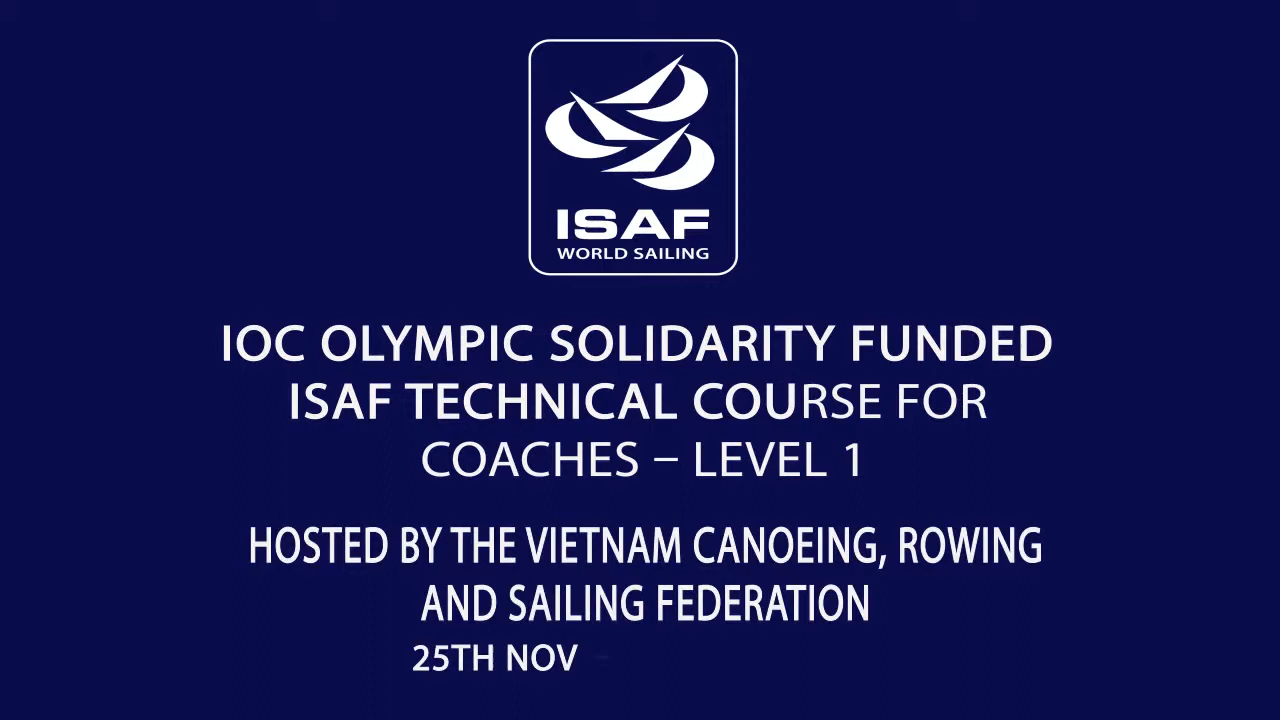 ISAF
WORLD SAILING
IOC OLYMPIC SOLIDARITY FUNDED
ISAF TECHNICAL COURSE FOR
COACHES – LEVEL 1
HOSTED BY THE VIETNAM CANOEING, ROWING
AND SAILING FEDERATION
25TH NOV